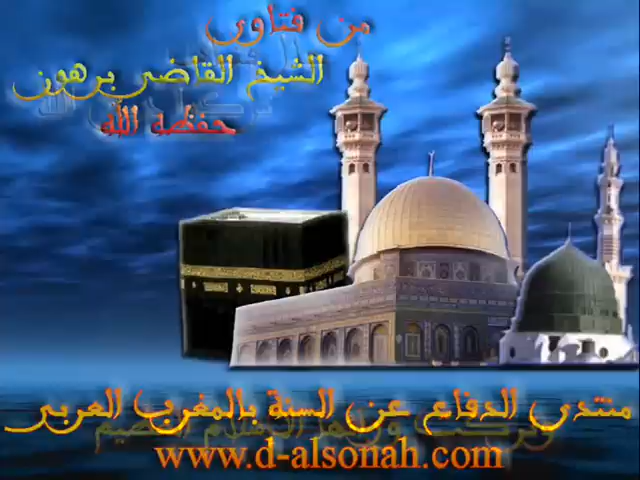 من فتاوى
الشيخ القاضي برهون
حفظه الله
منتدى الدفاع عن السنة بالمغرب العربي
www.d-alsonah.com